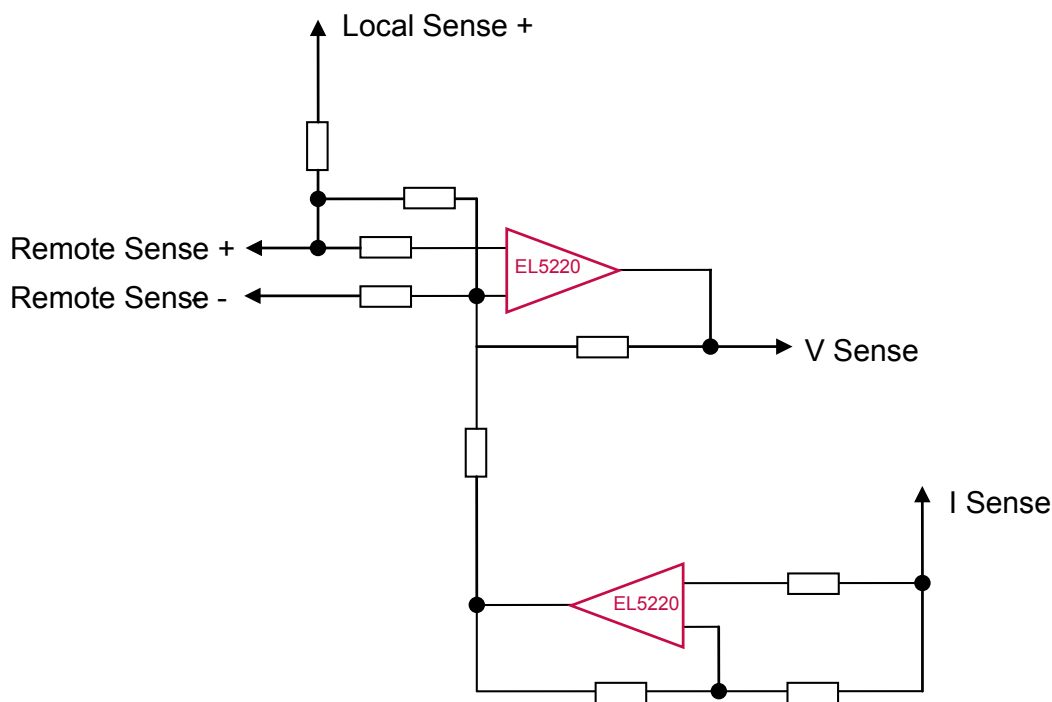 Local Sense +
Remote Sense +
EL5220
Remote Sense -
V Sense
I Sense
EL5220